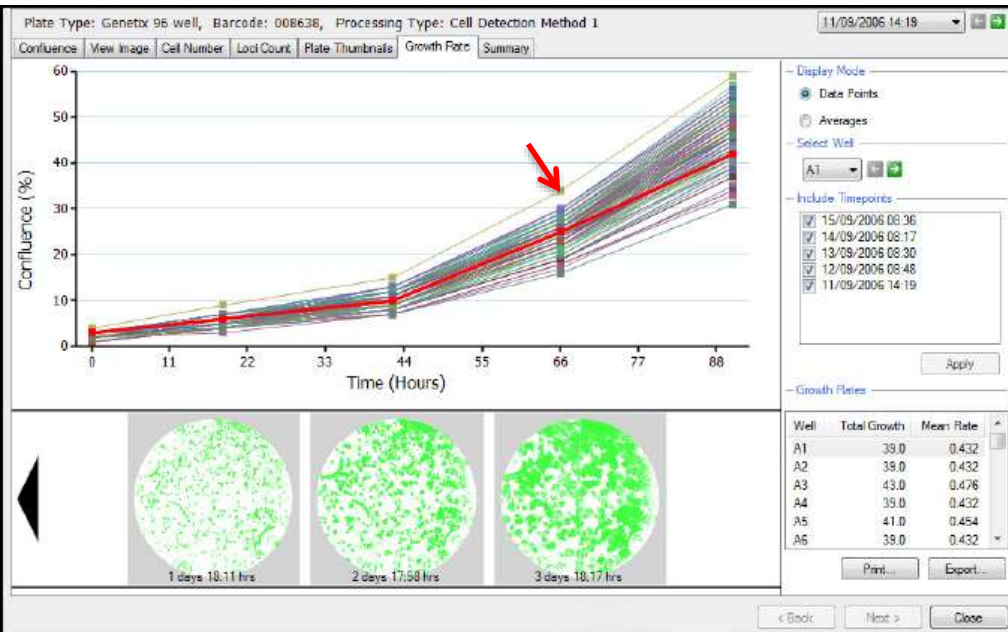 Plate Type: Genetix 96 well, Barcode: 008638, Processing Type: Cell Detection Method 1
11/09/2006 14:19
Confluence View Image Cell Number Loci Count Plate Thumbnails Growth Rate Summary
60
50
40
30
20
10
0
Confluence (%)
0 11 22 33 44 55 66 77 88
Time (Hours)
1 days 18:11 hrs
2 days 17:58 hrs
3 days 18:17 hrs
Display Mode
Data Points
Averages
Select Well
A1
Include Timepoints
15/09/2006 08:36
14/09/2006 08:17
13/09/2006 08:30
12/09/2006 08:48
11/09/2006 14:19
Apply
Growth Rates
Well Total Growth Mean Rate
A1 39.0 0.432
A2 39.0 0.432
A3 43.0 0.476
A4 39.0 0.432
A5 41.0 0.454
A6 39.0 0.432
Print... Export...
< Back Next > Close